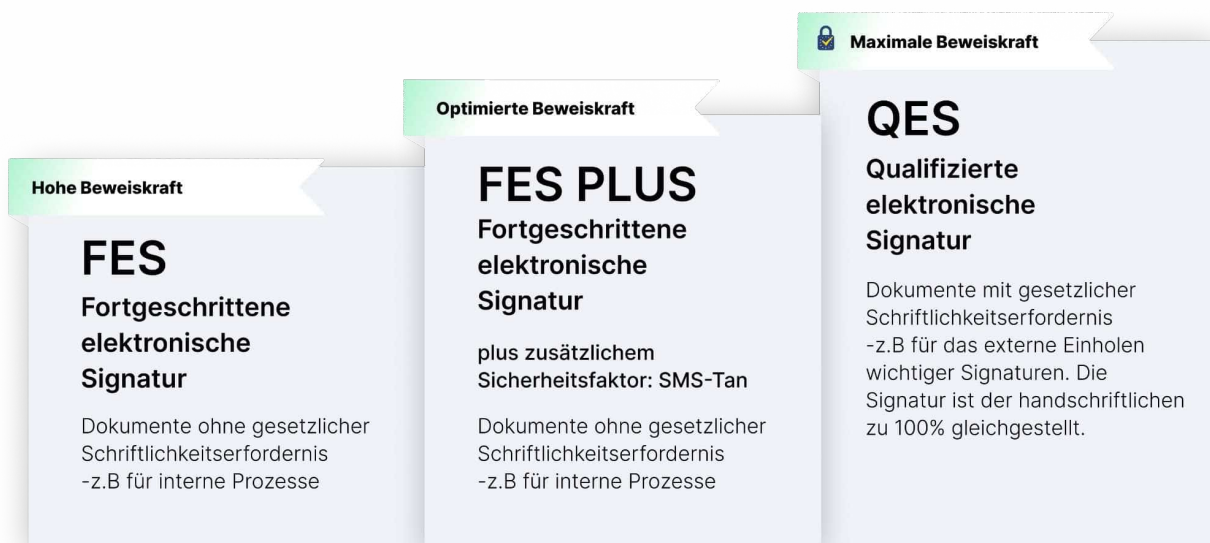 Hohe Beweiskraft
FES
Fortgeschrittene
elektronische
Signatur
Dokumente ohne gesetzlicher
Schriftlichkeitserfordernis
-z.B für interne Prozesse
Optimierte Beweiskraft
FES PLUS
Fortgeschrittene
elektronische
Signatur
plus zusätzlichem
Sicherheitsfaktor: SMS-Tan
Dokumente ohne gesetzlicher
Schriftlichkeitserfordernis
-z.B für interne Prozesse
Maximale Beweiskraft
QES
Qualifizierte
elektronische
Signatur
Dokumente mit gesetzlicher
Schriftlichkeitserfordernis
-z.B für das externe Einholen
wichtiger Signaturen. Die
Signatur ist der handschriftlichen
zu 100% gleichgestellt.